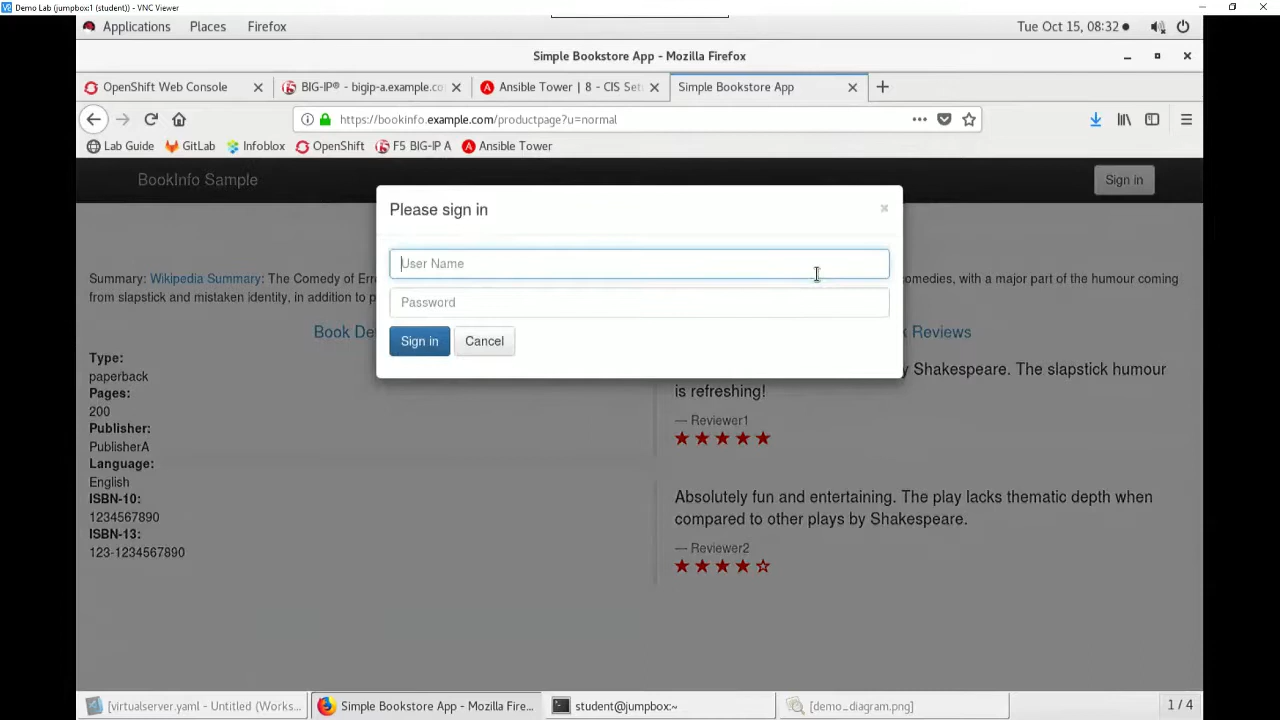 Demo Lab (jumpbox:1 (student)) - VNC Viewer
Applications Places Firefox Tue Oct 15, 08:32
Simple Bookstore App - Mozilla Firefox
OpenShift Web Console BIG-IP® - bigip-a.example.co Ansible Tower | 8 - CIS Set Simple Bookstore App
https://bookinfo.example.com/productpage?u=normal
Lab Guide GitLab Infoblox OpenShift F5 BIG-IP A Ansible Tower
BookInfo Sample Sign in
Please sign in
User Name
Password
Sign in Cancel
Summary: Wikipedia Summary: The Comedy of Erro comedies, with a major part of the humour coming
from slapstick and mistaken identity, in addition to p
Book De Reviews
Type:
paperback
Pages:
200
Publisher:
PublisherA
Language:
English
ISBN-10:
1234567890
ISBN-13:
123-1234567890
y Shakespeare. The slapstick humour
is refreshing!
— Reviewer1
Absolutely fun and entertaining. The play lacks thematic depth when
compared to other plays by Shakespeare.
— Reviewer2
[virtualserver.yaml - Untitled (Works... Simple Bookstore App - Mozilla Fire... student@jumpbox:~ [demo_diagram.png] 1 / 4